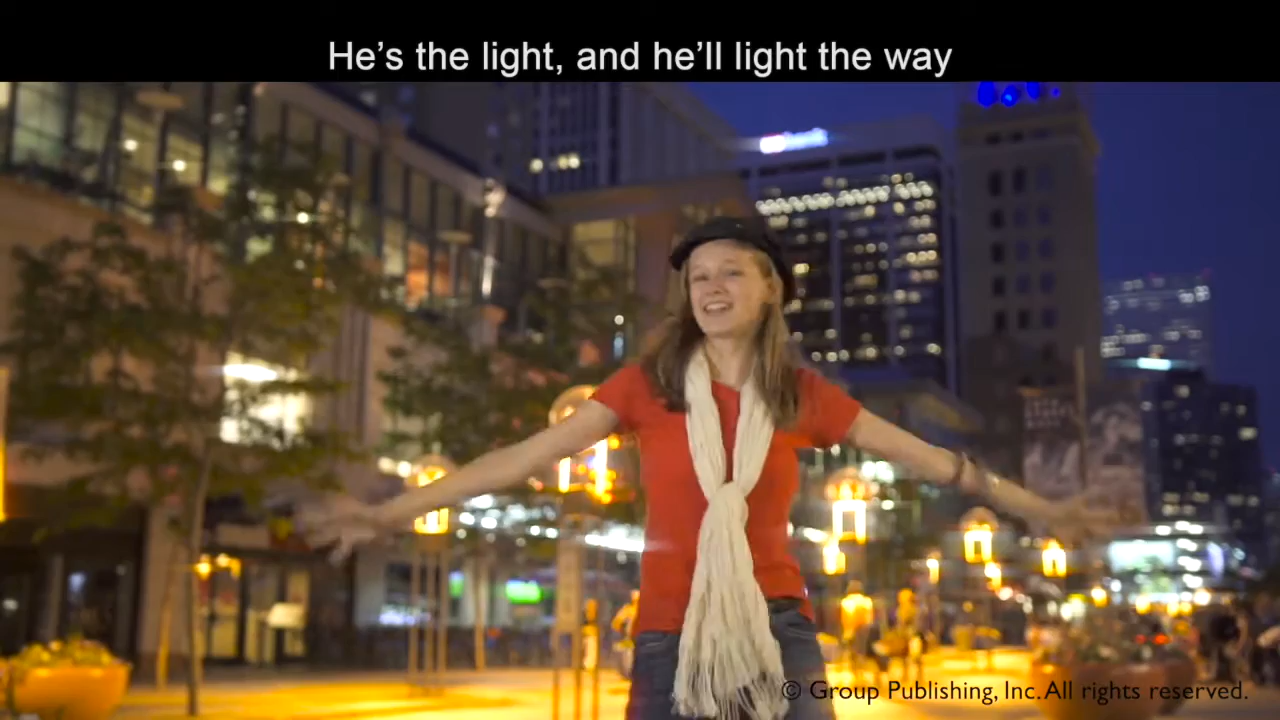 He’s the light, and he’ll light the way
© Group Publishing, Inc. All rights reserved.